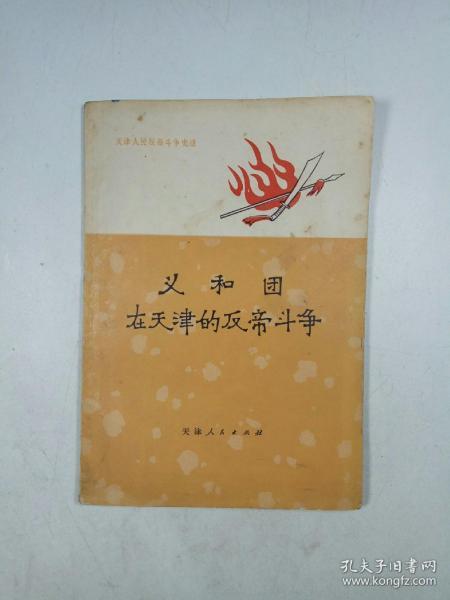 天津人民反帝斗争史话
义和团
在天津的反帝斗争
天津人民出版社
孔夫子旧书网
www.kongfz.com